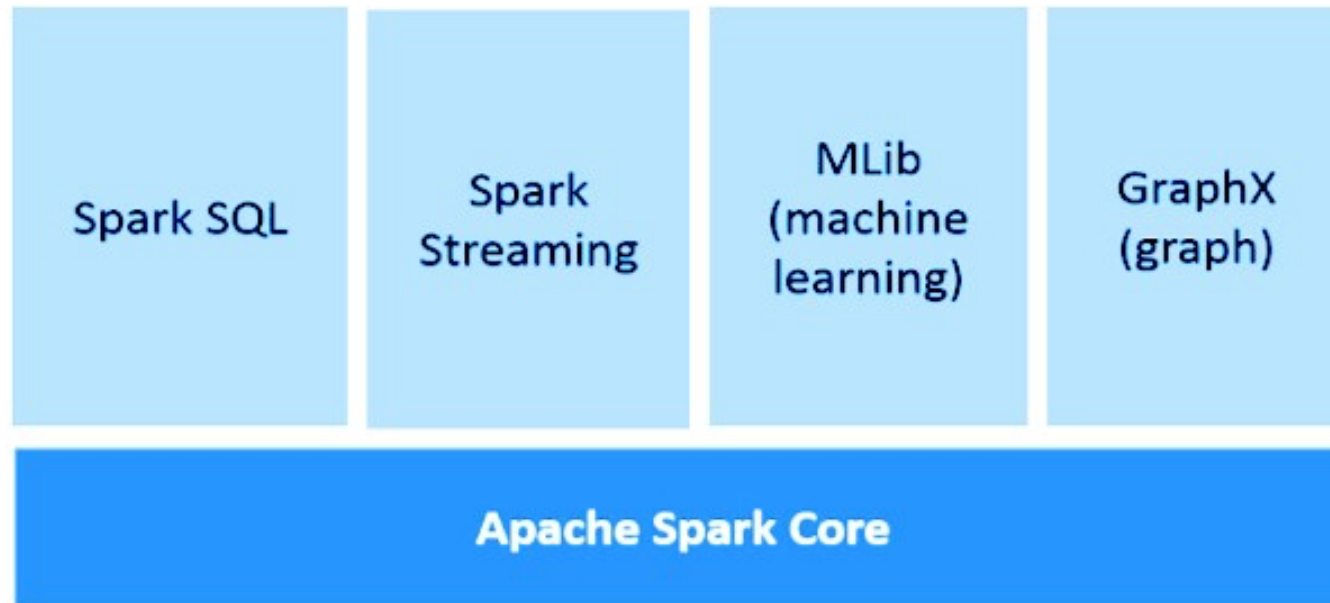 Spark SQL
Spark
Streaming
MLib
(machine
learning)
GraphX
(graph)
Apache Spark Core